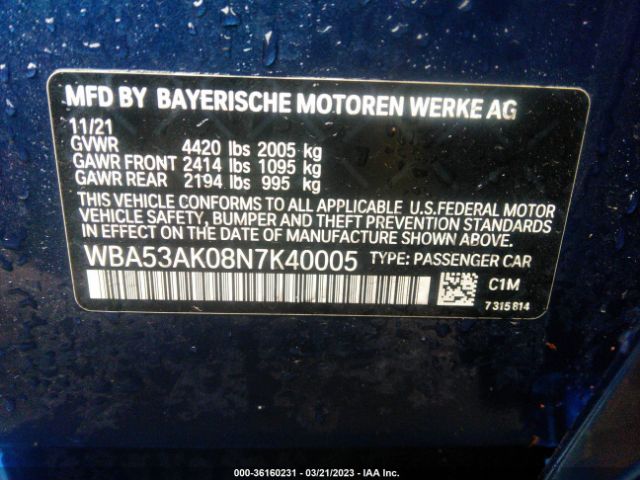 MFD BY BAYERISCHE MOTOREN WERKE AG
11/21
GVWR 4420 lbs 2005 kg
GAWR FRONT 2414 lbs 1095 kg
GAWR REAR 2194 lbs 995 kg
THIS VEHICLE CONFORMS TO ALL APPLICABLE U.S.FEDERAL MOTOR
VEHICLE SAFETY, BUMPER AND THEFT PREVENTION STANDARDS
IN EFFECT ON THE DATE OF MANUFACTURE SHOWN ABOVE.
WBA53AK08N7K40005 TYPE: PASSENGER CAR
C1M
7 315 814
000-36160231 - 03/21/2023 - IAA Inc.